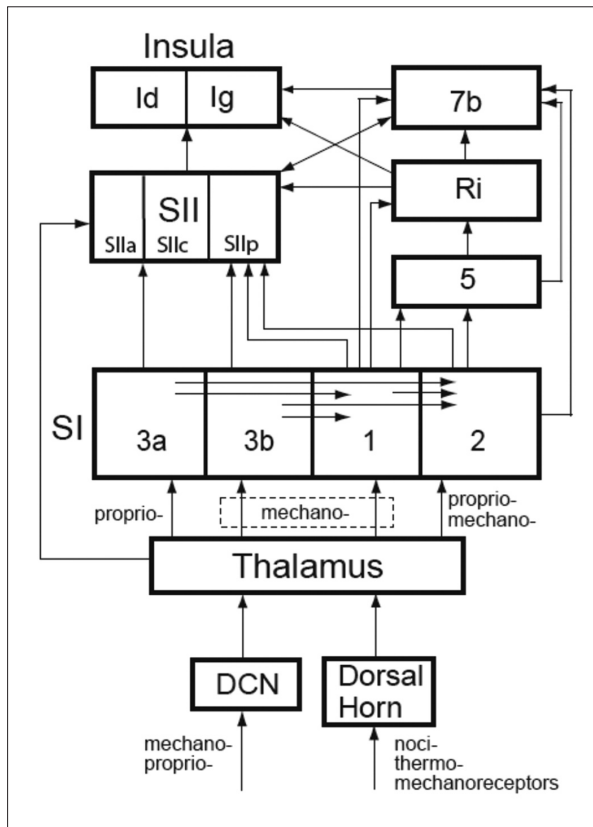 Insula
Id Ig
7b
SII
SIIa SIIc SIIp
Ri
5
SI
3a 3b 1 2
proprio-
mechano-
proprio-
mechano-
Thalamus
DCN
Dorsal
Horn
mechano-
proprio-
noci-
thermo-
mechanoreceptors